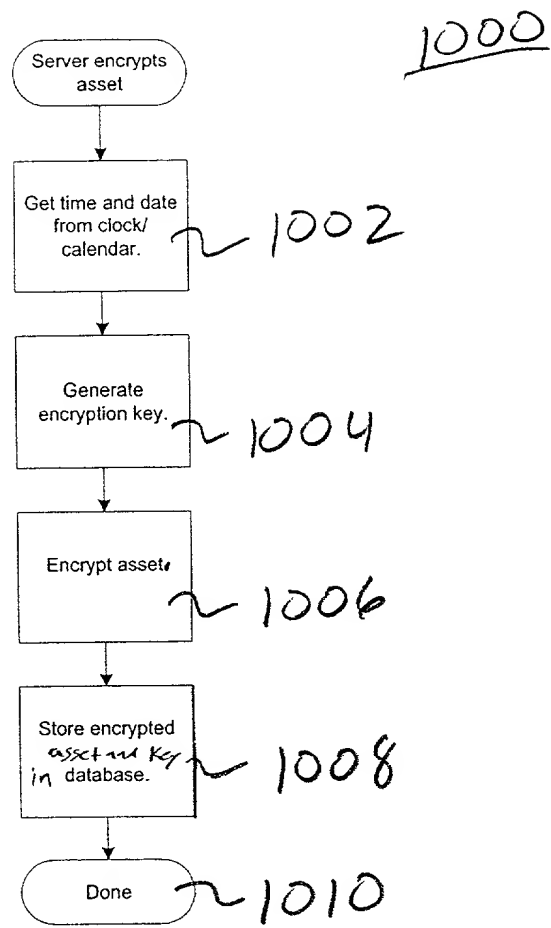 1000
Server encrypts
asset
Get time and date
from clock/
calendar.
1002
Generate
encryption key.
1004
Encrypt asset.
1006
Store encrypted
asset and key
in database.
1008
Done
1010